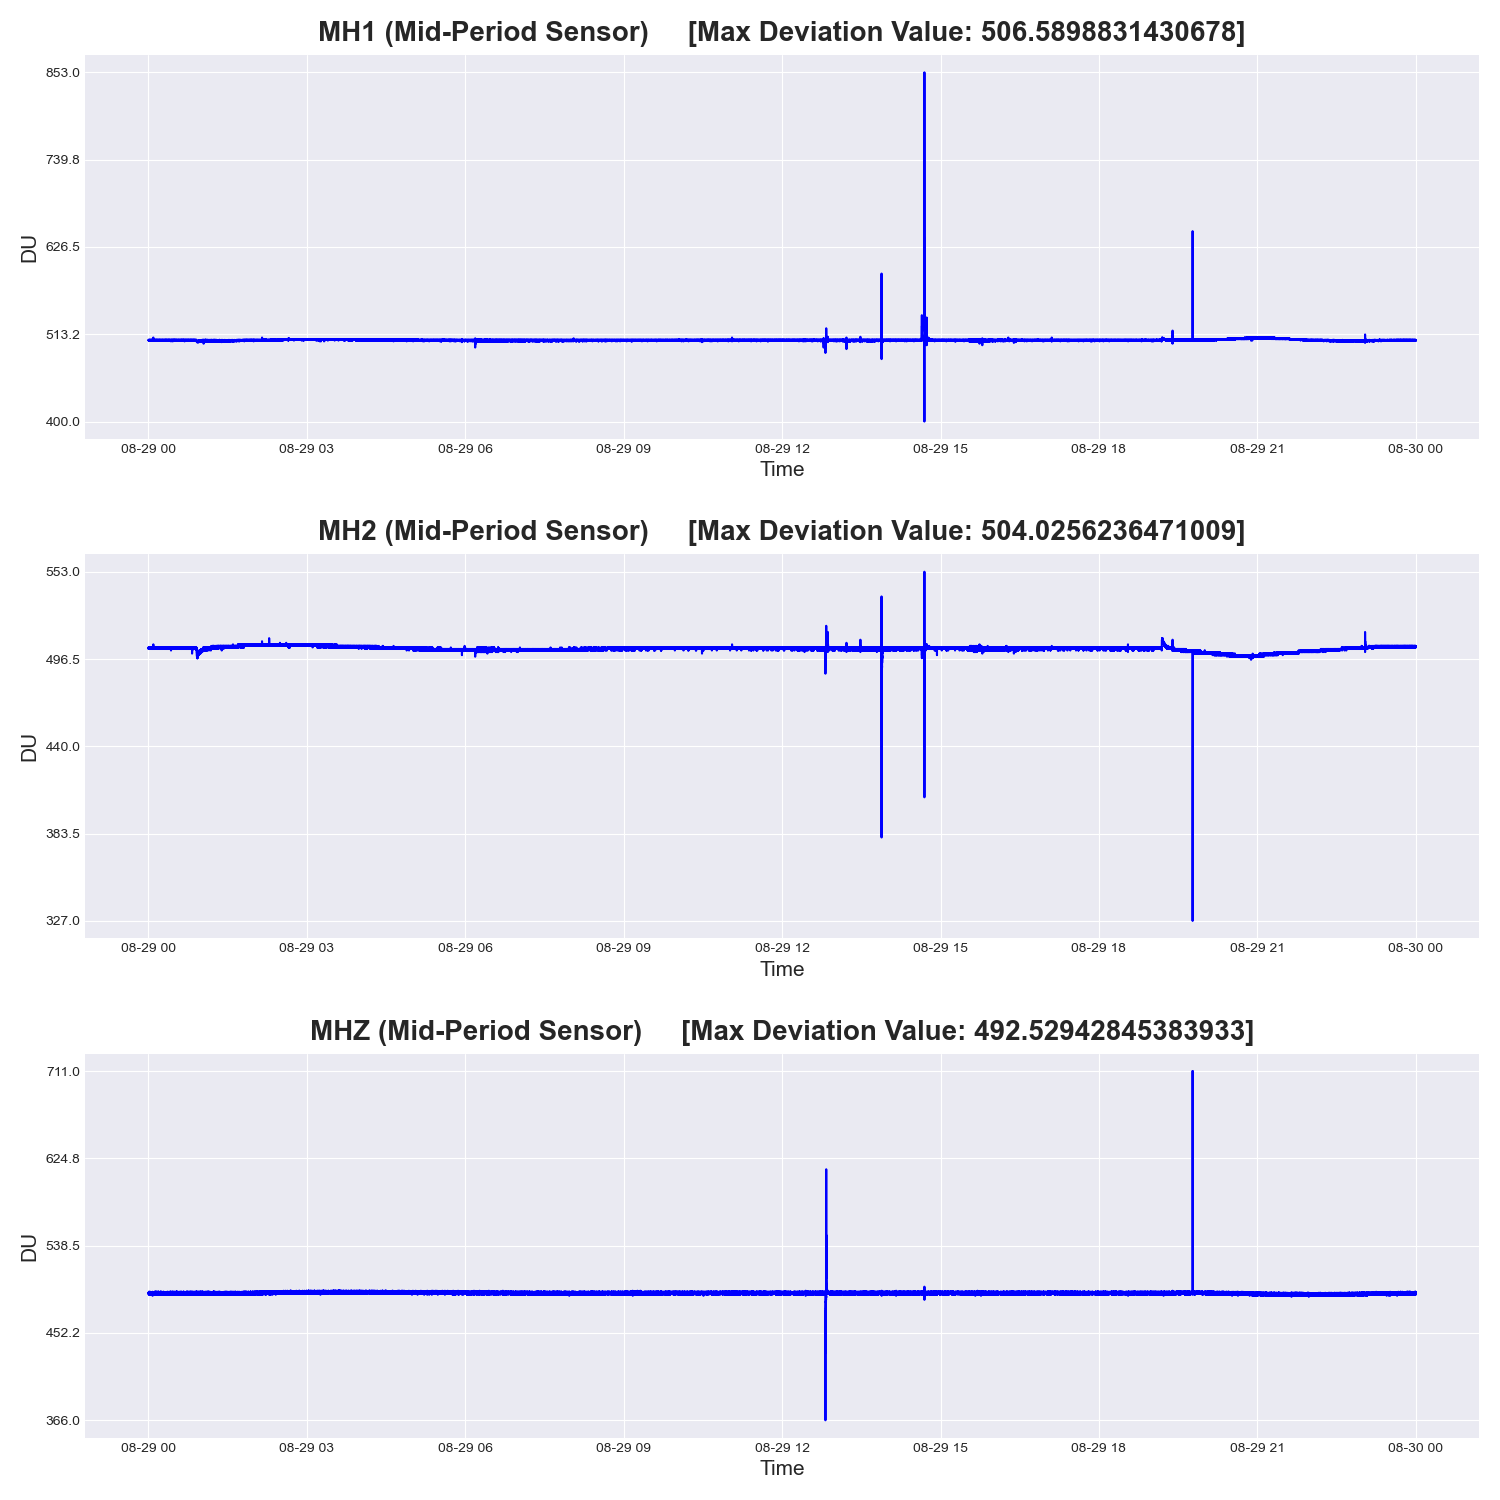 MH1 (Mid-Period Sensor) [Max Deviation Value: 506.5898831430678]
853.0
739.8
626.5
513.2
400.0
DU
08-29 00 08-29 03 08-29 06 08-29 09 08-29 12 08-29 15 08-29 18 08-29 21 08-30 00
Time
MH2 (Mid-Period Sensor) [Max Deviation Value: 504.0256236471009]
553.0
496.5
440.0
383.5
327.0
DU
08-29 00 08-29 03 08-29 06 08-29 09 08-29 12 08-29 15 08-29 18 08-29 21 08-30 00
Time
MHZ (Mid-Period Sensor) [Max Deviation Value: 492.52942845383933]
711.0
624.8
538.5
452.2
366.0
DU
08-29 00 08-29 03 08-29 06 08-29 09 08-29 12 08-29 15 08-29 18 08-29 21 08-30 00
Time